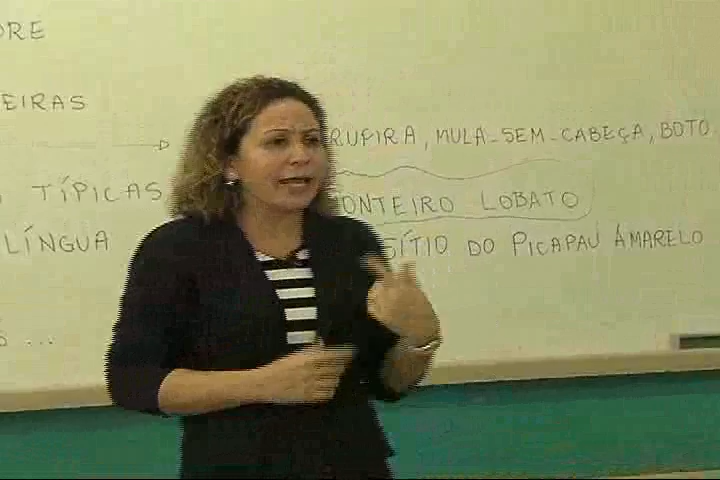 ORE
EIRAS
RUPIRA, MULA-SEM-CABEÇA, BOTO,
TÍPICAS
ONTEIRO LOBATO
LÍNGUA
SÍTIO DO PICAPAU AMARELO
S ...